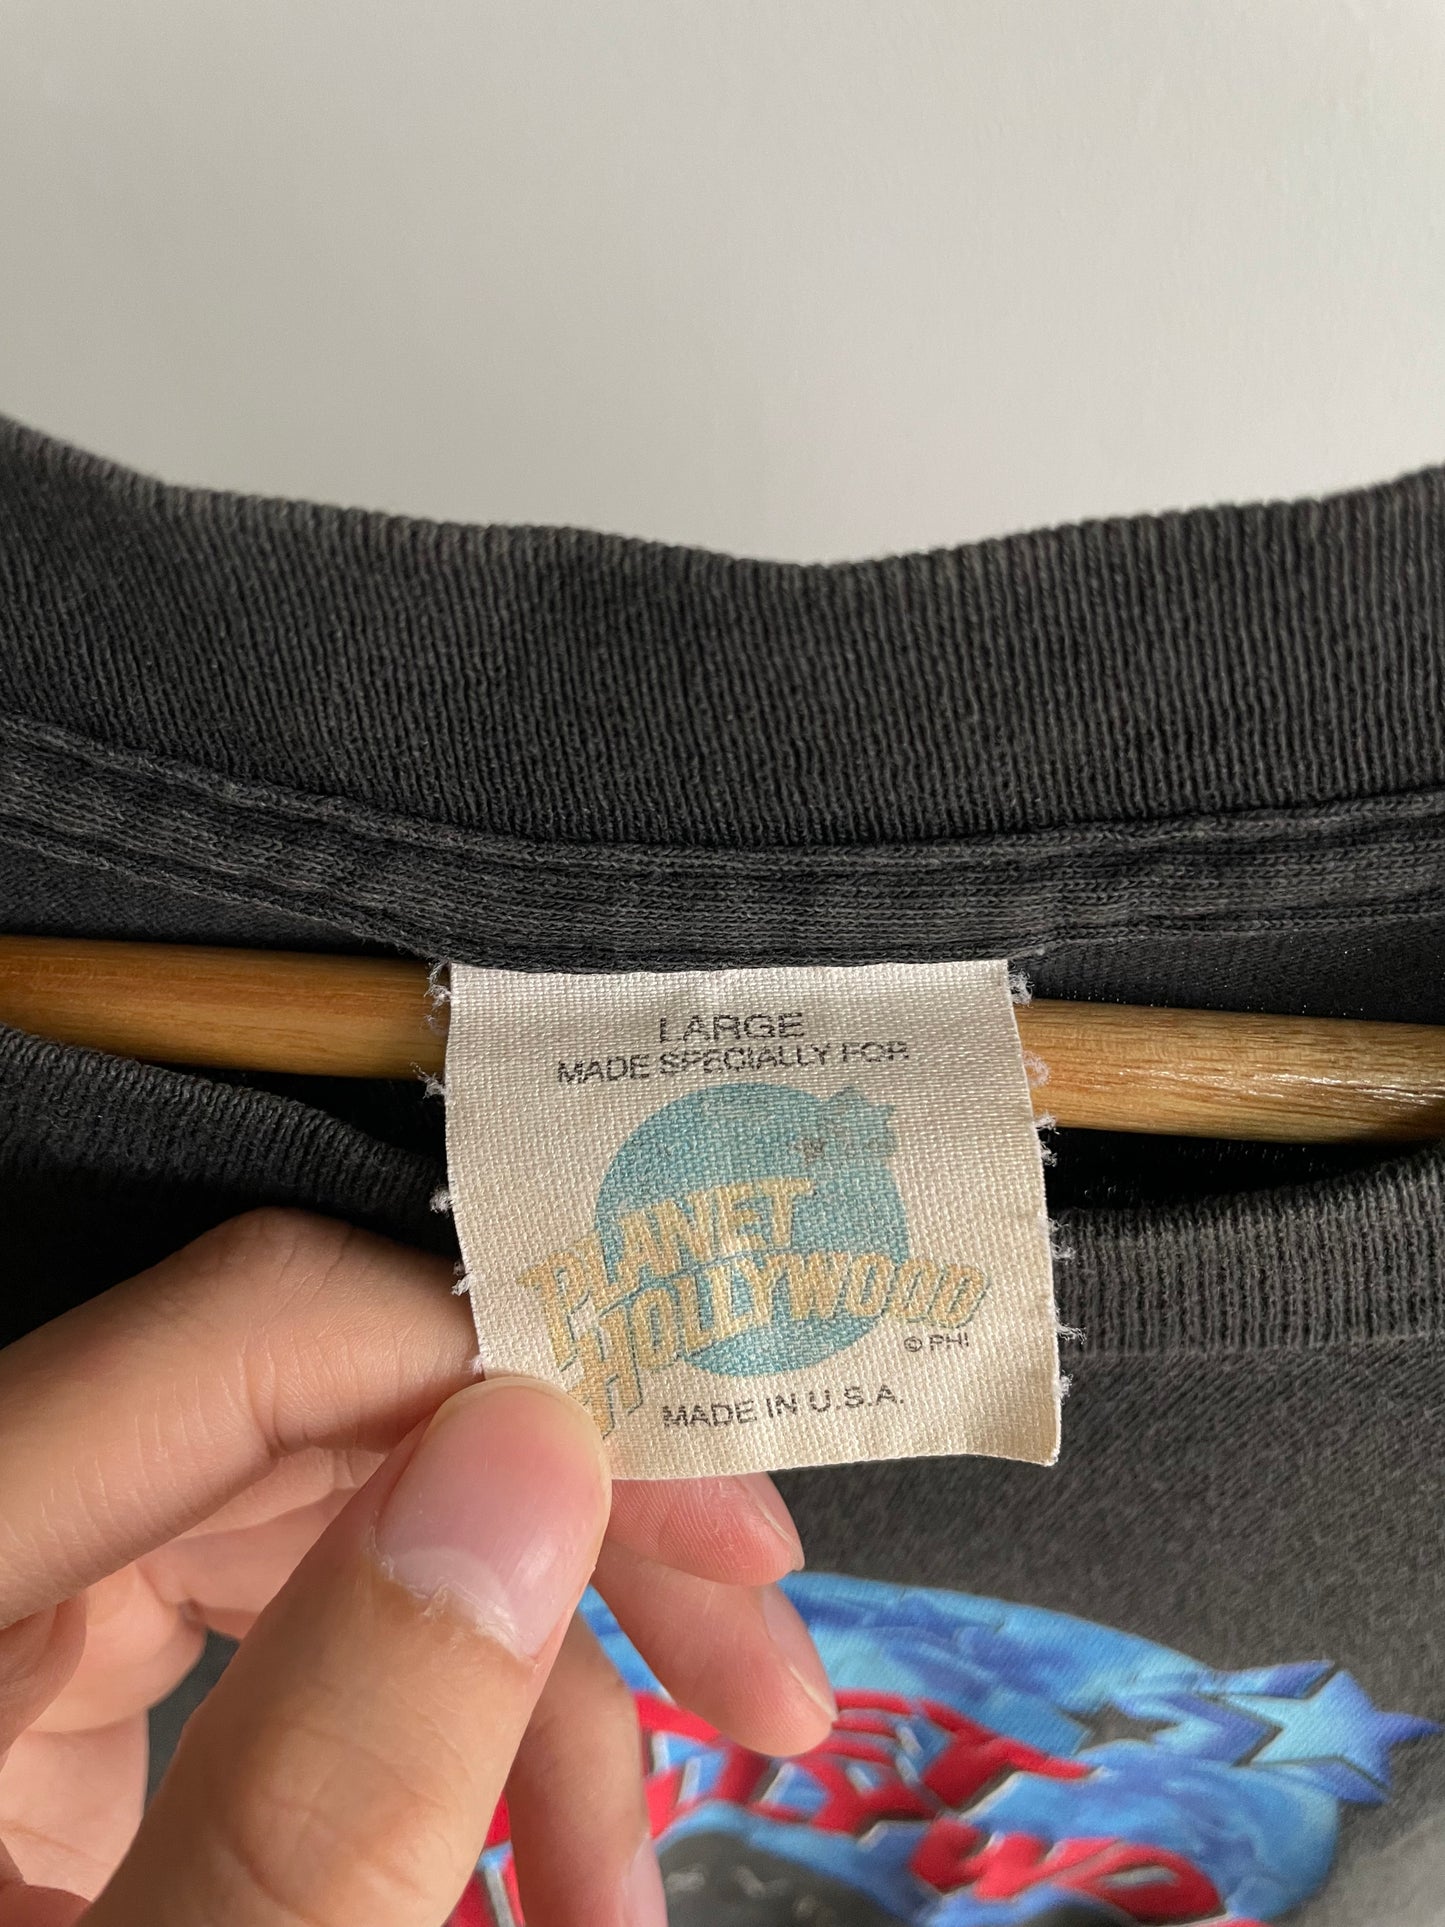 LARGE
MADE SPECIALLY FOR
PLANET
HOLLYWOOD
© PHI
MADE IN U.S.A.